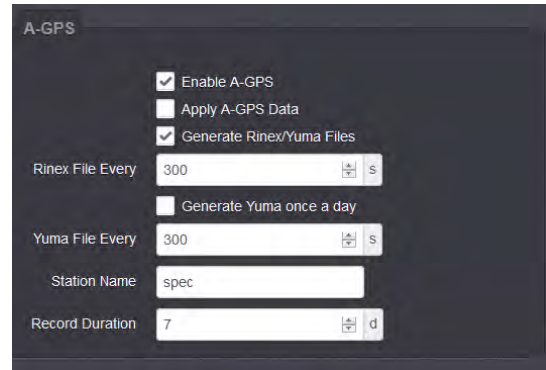 A-GPS
Enable A-GPS
Apply A-GPS Data
Generate Rinex/Yuma Files
Rinex File Every 300 s
Generate Yuma once a day
Yuma File Every 300 s
Station Name spec
Record Duration 7 d